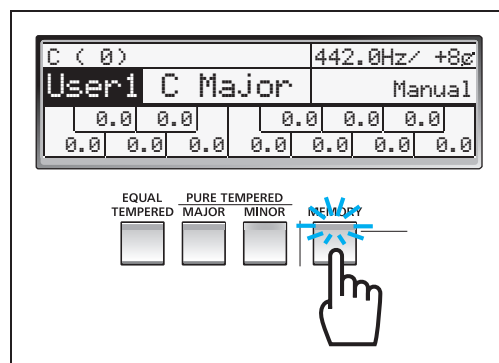 C ( 0) 442.0Hz/ +8¢
User1 C Major Manual
0.0 0.0 0.0 0.0 0.0
0.0 0.0 0.0 0.0 0.0 0.0 0.0
EQUAL TEMPERED
PURE TEMPERED
MAJOR MINOR
MEMORY